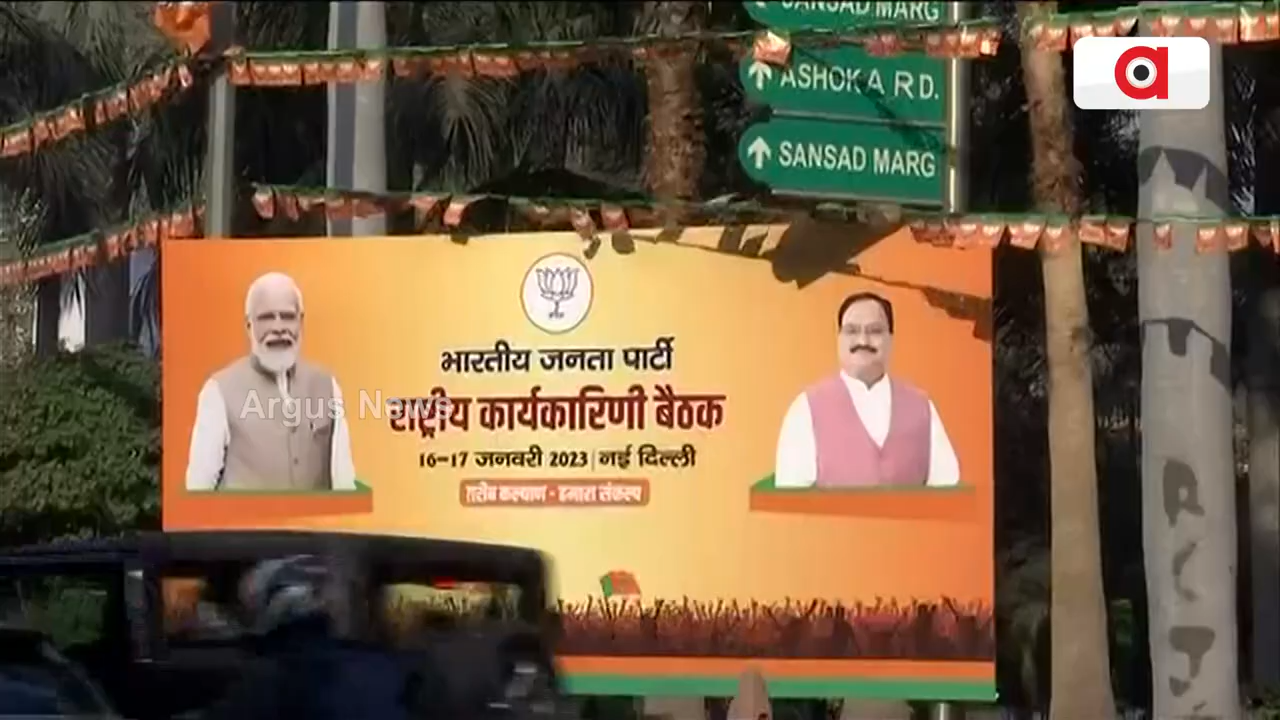 SANSAD MARG
ASHOKA RD.
SANSAD MARG
भारतीय जनता पार्टी
राष्ट्रीय कार्यकारिणी बैठक
Argus News
16-17 जनवरी 2023 | नई दिल्ली
गरीब कल्याण - हमारा संकल्प